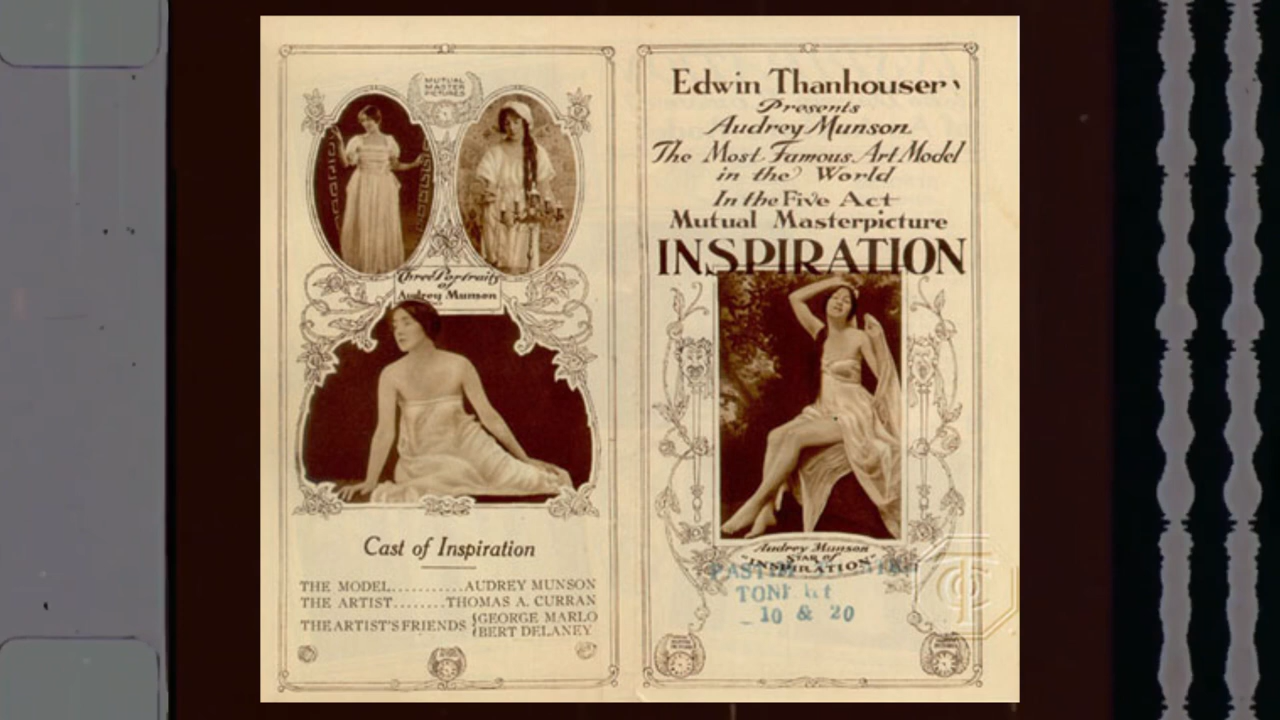 MUTUAL
MASTER
PICTURES
Three Portraits
of
Audrey Munson
Cast of Inspiration
THE MODEL...........AUDREY MUNSON
THE ARTIST........THOMAS A. CURRAN
THE ARTIST'S FRIENDS {GEORGE MARLO
BERT DELANEY
Edwin Thanhouser
Presents
Audrey Munson
The Most Famous Art Model
in the World
In the Five Act
Mutual Masterpicture
INSPIRATION
Audrey Munson
STAR of
"INSPIRATION"
10 & 20